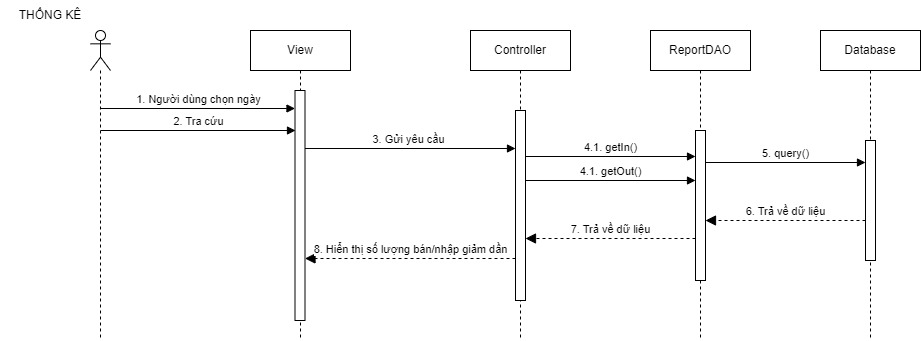 THỐNG KÊ
View
Controller
ReportDAO
Database
1. Người dùng chọn ngày
2. Tra cứu
3. Gửi yêu cầu
4.1. getIn()
5. query()
4.1. getOut()
6. Trả về dữ liệu
7. Trả về dữ liệu
8. Hiển thị số lượng bán/nhập giảm dần